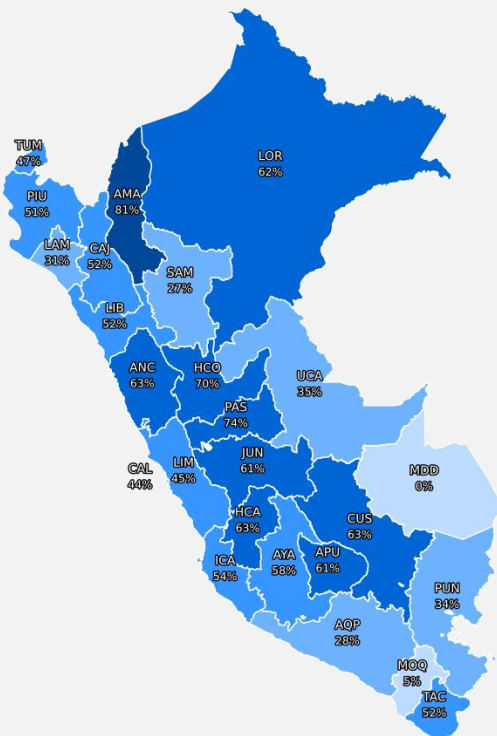 TUM
47%
LOR
62%
PIU
51%
AMA
81%
LAM
31%
CAJ
52%
SAM
27%
LIB
52%
ANC
63%
HCO
70%
UCA
35%
PAS
74%
JUN
61%
LIM
45%
CAL
44%
MDD
0%
HCA
63%
CUS
63%
ICA
54%
AYA
58%
APU
61%
PUN
34%
AQP
28%
MOQ
5%
TAC
52%